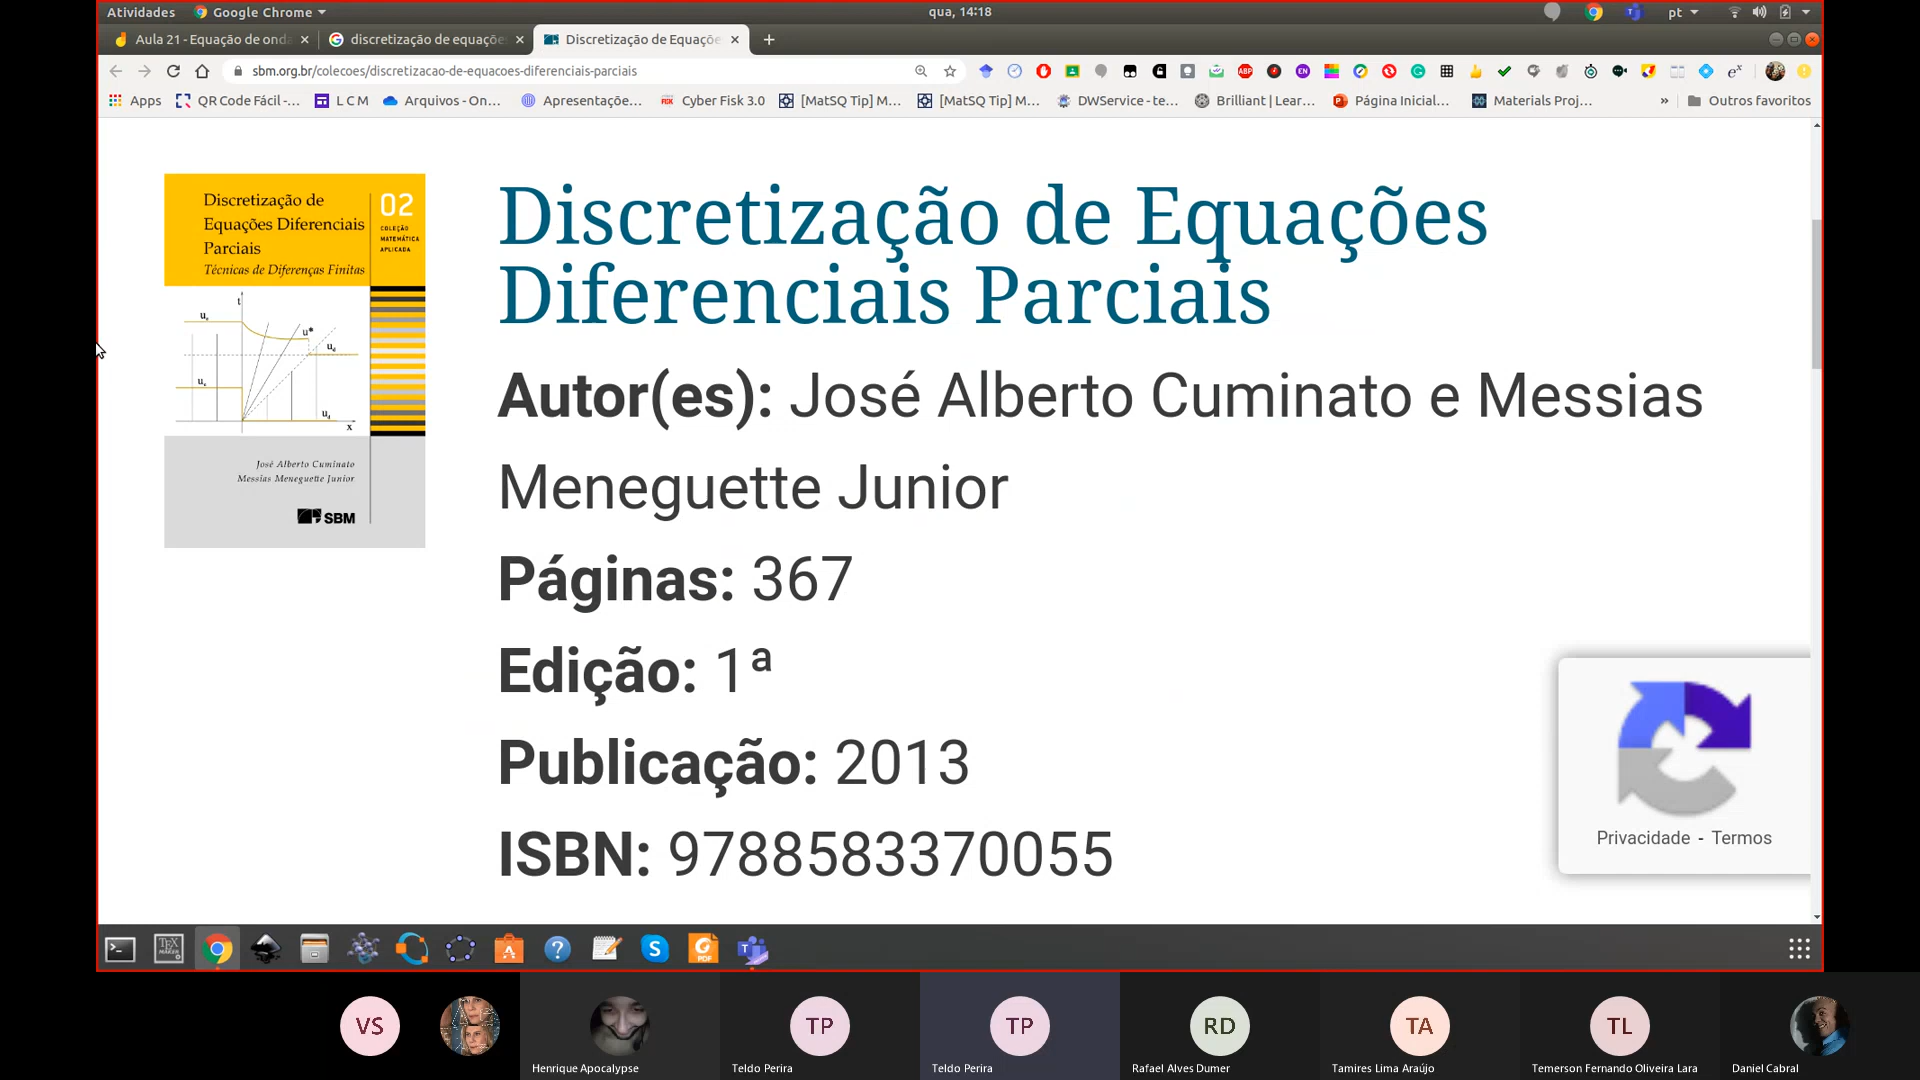 Atividades
Google Chrome
qua, 14:18
pt
Aula 21 - Equação de onda
discretização de equaçõe
Discretização de Equaçõe
sbm.org.br/colecoes/discretizacao-de-equacoes-diferenciais-parciais
Apps
QR Code Fácil -...
L C M
Arquivos - On...
Apresentaçõe...
Cyber Fisk 3.0
[MatSQ Tip] M...
[MatSQ Tip] M...
DWService - te...
Brilliant | Lear...
Página Inicial...
Materials Proj...
Outros favoritos
Discretização de
Equações Diferenciais
Parciais
Técnicas de Diferenças Finitas
02
COLEÇÃO
MATEMÁTICA
APLICADA
t
u*
x
José Alberto Cuminato
Messias Meneguette Junior
SBM
Discretização de Equações
Diferenciais Parciais
Autor(es): José Alberto Cuminato e Messias
Meneguette Junior
Páginas: 367
Edição: 1ª
Publicação: 2013
ISBN: 9788583370055
Privacidade - Termos
VS
TP
TP
RD
TA
TL
Henrique Apocalypse
Teldo Perira
Teldo Perira
Rafael Alves Dumer
Tamires Lima Araújo
Temerson Fernando Oliveira Lara
Daniel Cabral